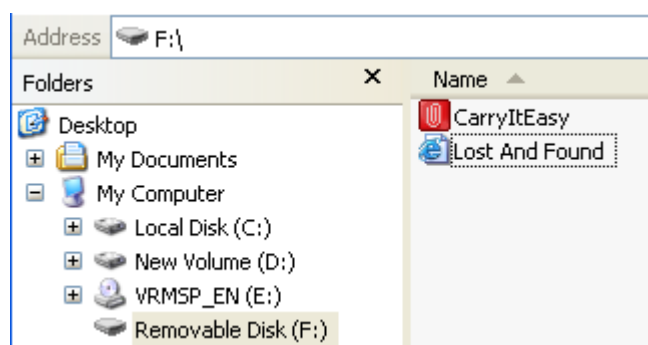 Address F:\
Folders
Name
Desktop
CarryItEasy
My Documents
Lost And Found
My Computer
Local Disk (C:)
New Volume (D:)
VRMSP_EN (E:)
Removable Disk (F:)